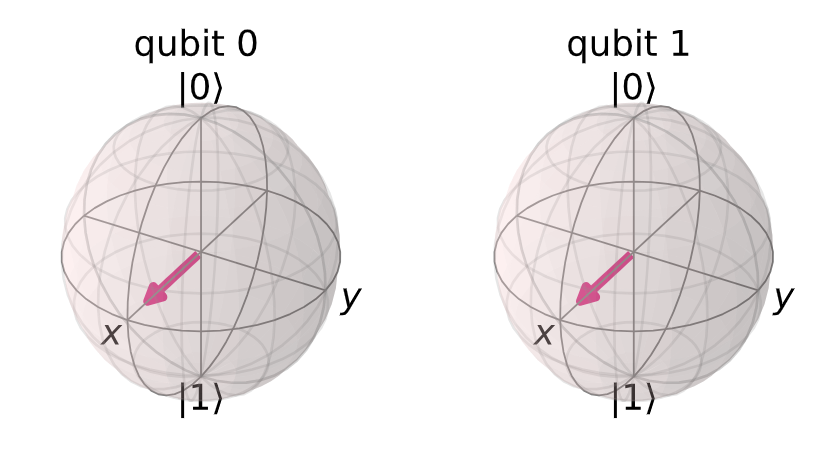 qubit 0
|0⟩
x
y
|1⟩
qubit 1
|0⟩
x
y
|1⟩